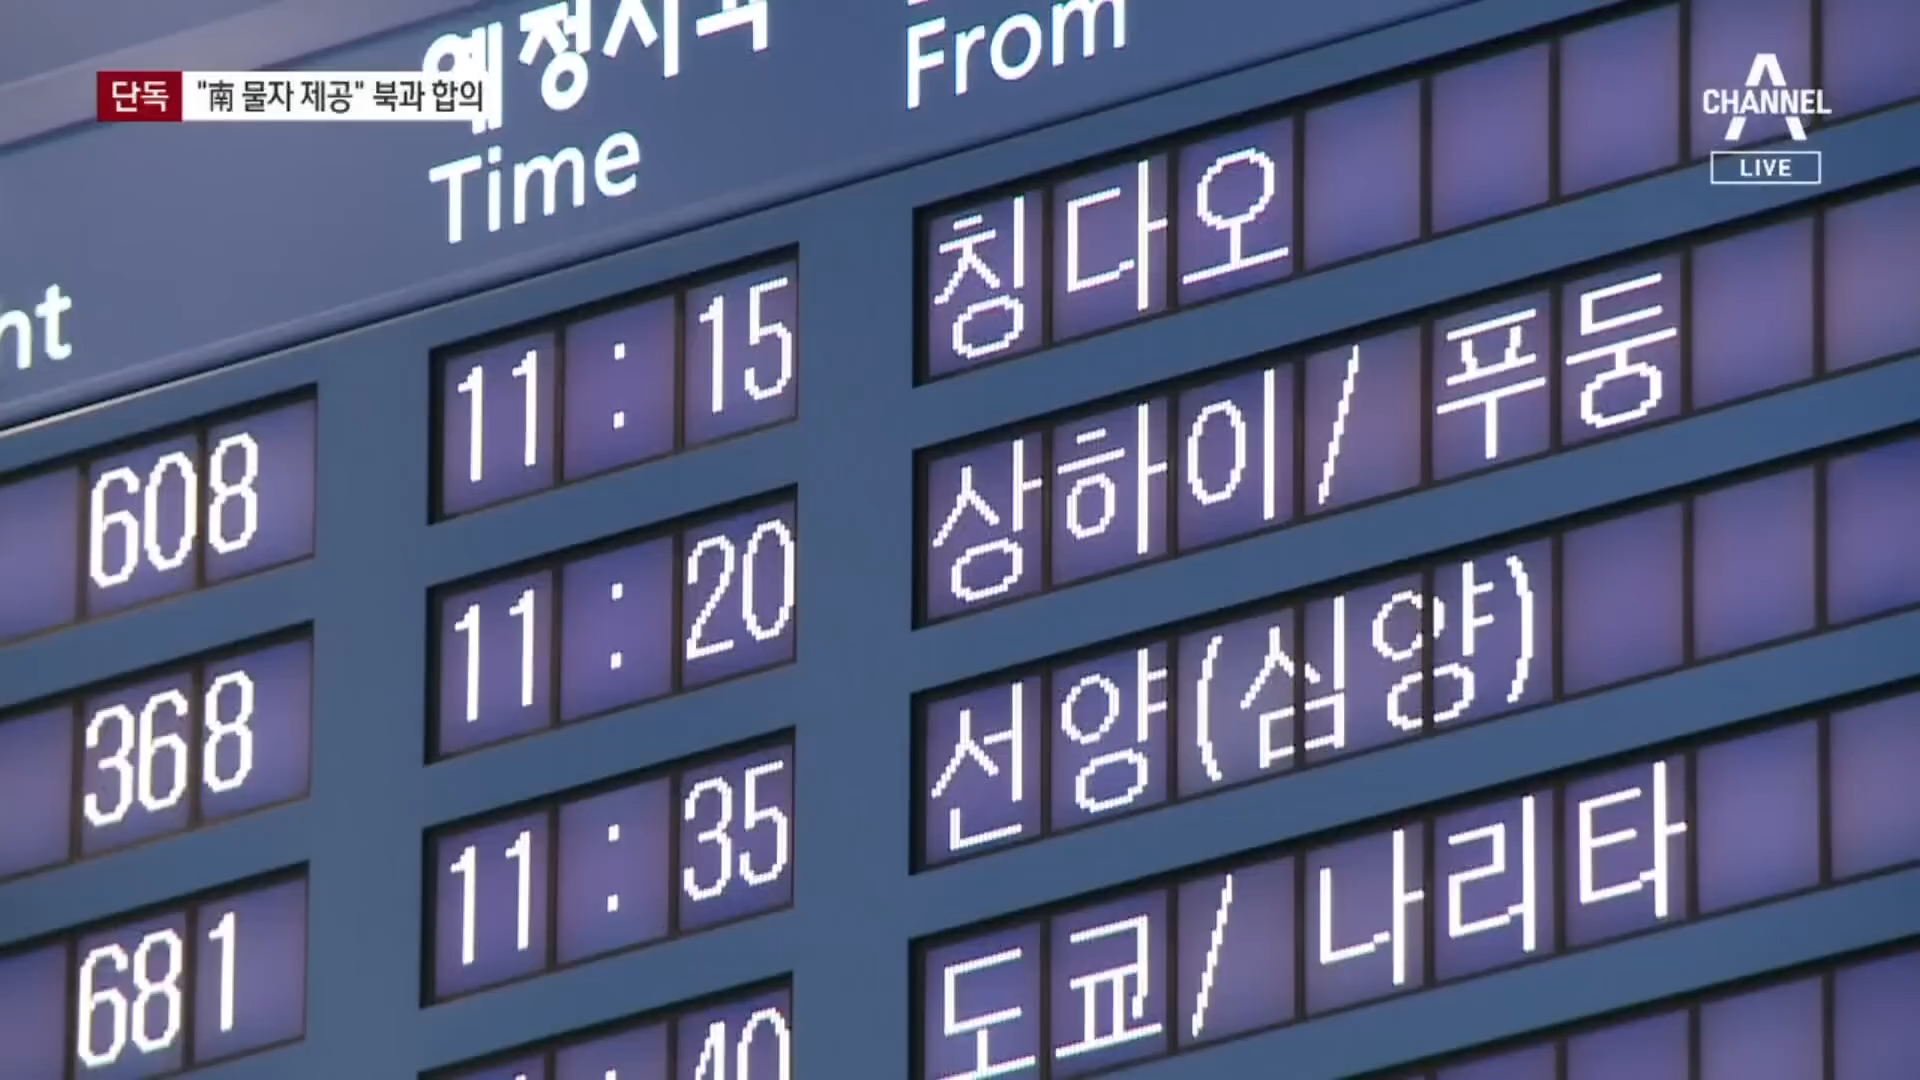 예정시각
From
단독 "南 물자 제공" 북과 합의
CHANNEL A
LIVE
Time
11:15 칭다오
608 11:20 상하이/ 푸둥
368 11:35 선양(심양)
681 40 도쿄/ 나리타